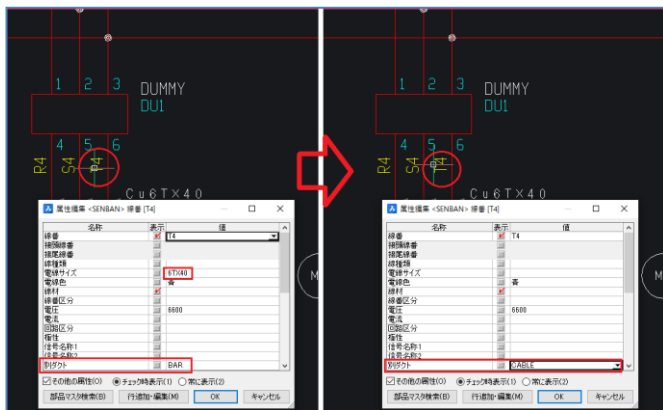 1 2 3
DUMMY
DU1
4 5 6
R4 S4 T4
Cu6TX40
属性編集 <SENBAN> 線番 [T4]
名称 表示 値
線番 T4
接頭線番
接尾線番
線種類
電線サイズ 6TX40
電線色 青
線材
線番区分
電圧 6600
電流
回路区分
極性
信号名称1
信号名称2
別ダクト BAR
その他の属性(O) チェック時表示(1) 常に表示(2)
部品マスタ検索(B) 行追加・編集(M) OK キャンセル
1 2 3
DUMMY
DU1
4 5 6
R4 S4 T4
Cu6TX40
属性編集 <SENBAN> 線番 [T4]
名称 表示 値
線番 T4
接頭線番
接尾線番
線種類
電線サイズ
電線色 青
線材
線番区分
電圧 6600
電流
回路区分
極性
信号名称1
信号名称2
別ダクト CABLE
その他の属性(O) チェック時表示(1) 常に表示(2)
部品マスタ検索(B) 行追加・編集(M) OK キャンセル
M